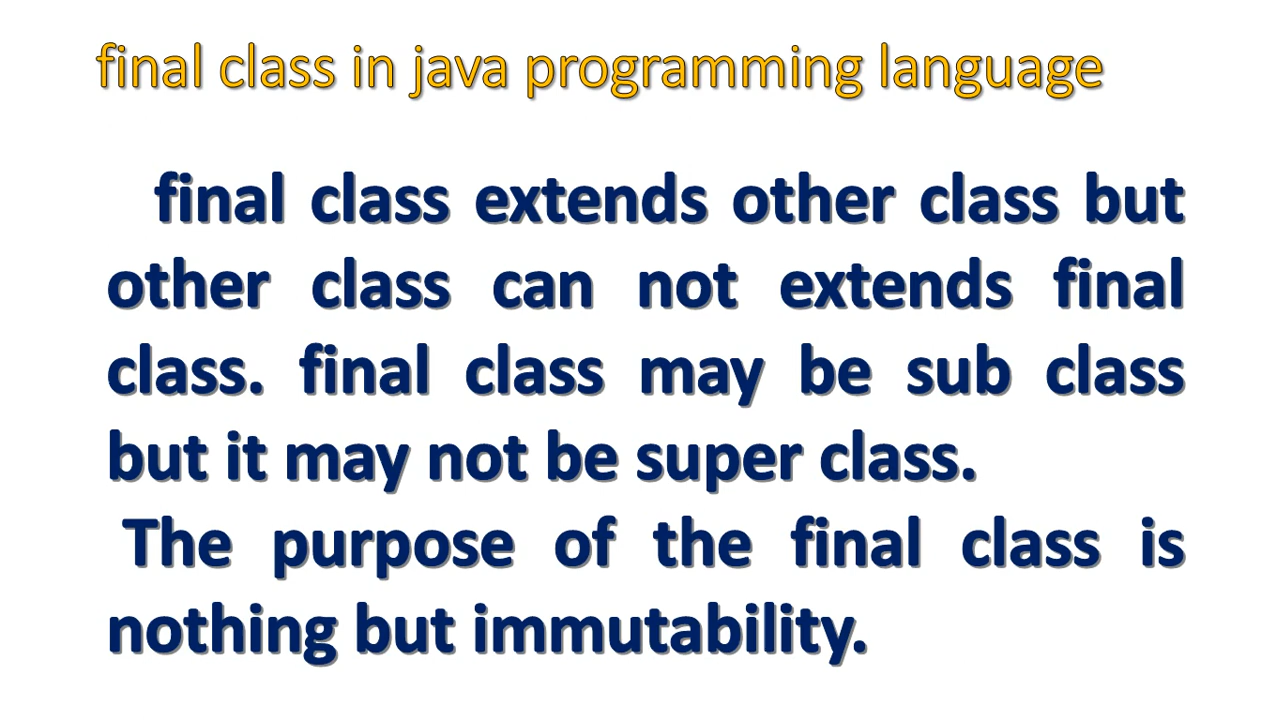 final class in java programming language
final class extends other class but
other class can not extends final
class. final class may be sub class
but it may not be super class.
The purpose of the final class is
nothing but immutability.